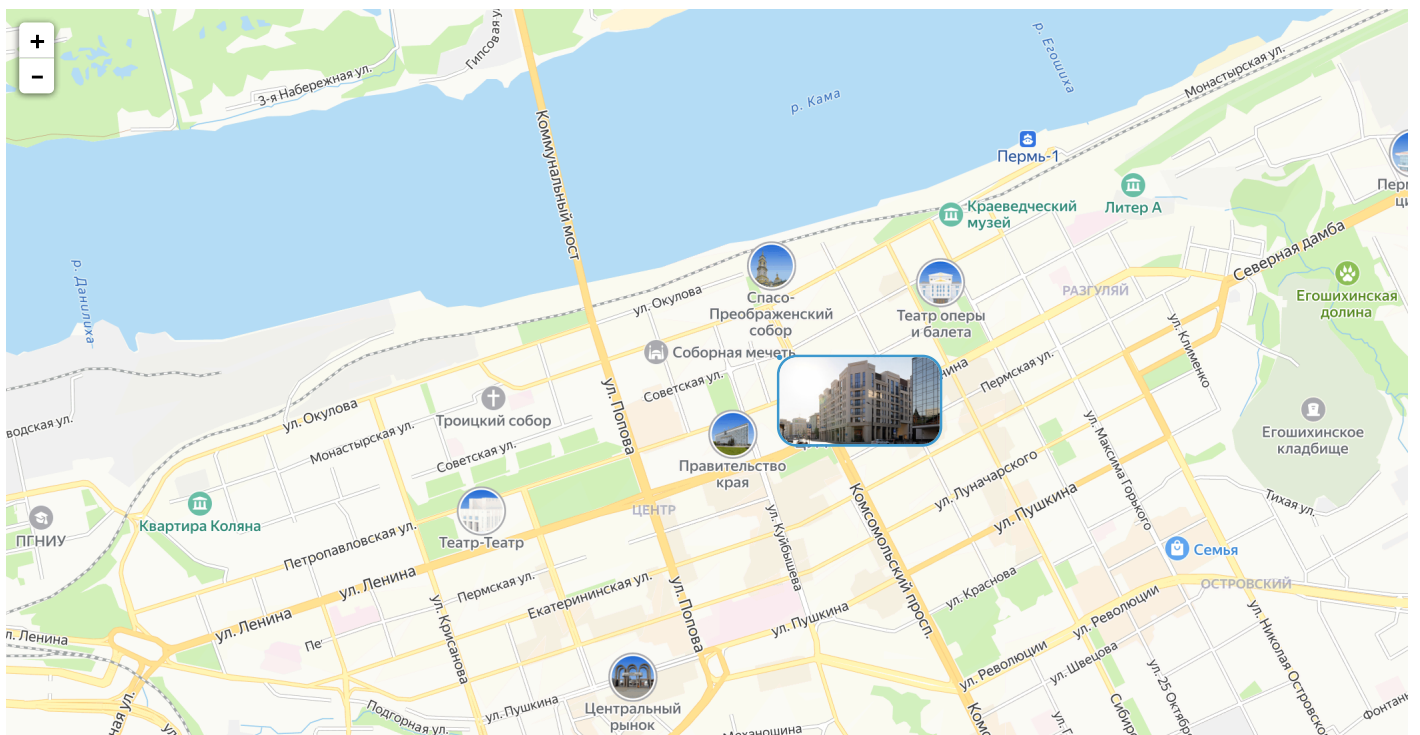 +
-
Гипсовая ул.
3-я Набережная ул.
р. Кама
р. Егошиха
Монастырская ул.
Коммунальный мост
Пермь-1
Литер А
Краеведческий
музей
Северная дамба
р. Данилиха
Спасо-
Преображенский
собор
Театр оперы
и балета
РАЗГУЛЯЙ
Егошихинская
долина
ул. Окулова
Соборная мечеть
Советская ул.
Пермская ул.
ул. Клименко
ул. Попова
Троицкий собор
ул. Окулова
Монастырская ул.
Советская ул.
Правительство
края
ул. Максима Горького
Егошихинское
кладбище
ул. Луначарского
ул. Пушкина
Тихая ул.
Квартира Коляна
ПГНИУ
Театр-Театр
ЦЕНТР
Петропавловская ул.
ул. Куйбышева
Комсомольский просп.
Семья
ОСТРОВСКИЙ
ул. Ленина
ул. Ленина
Пермская ул.
Екатерининская ул.
ул. Попова
ул. Крисанова
ул. Пушкина
ул. Краснова
ул. Революции
ул. Революции
ул. Швецова
ул. Николая Островского
ул. 25 Октябр
Центральный
рынок
ул. Пушкина
Подгорная ул.